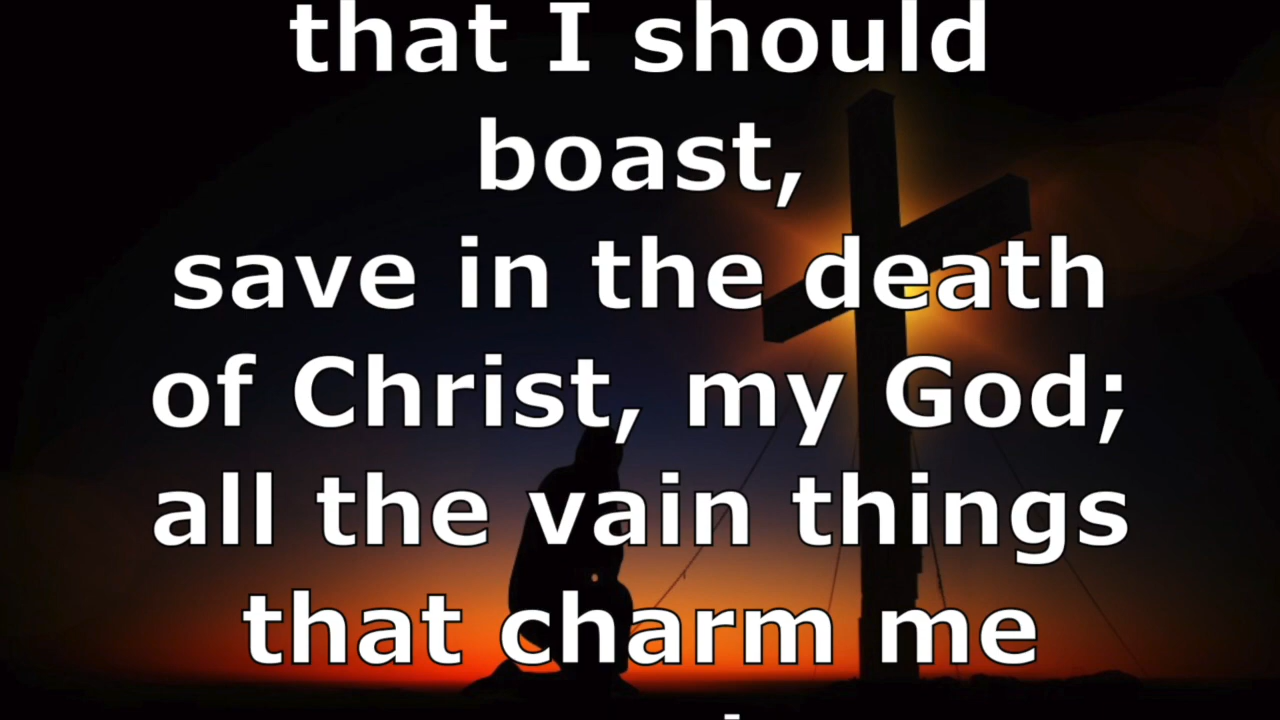 that I should
boast,
save in the death
of Christ, my God;
all the vain things
that charm me